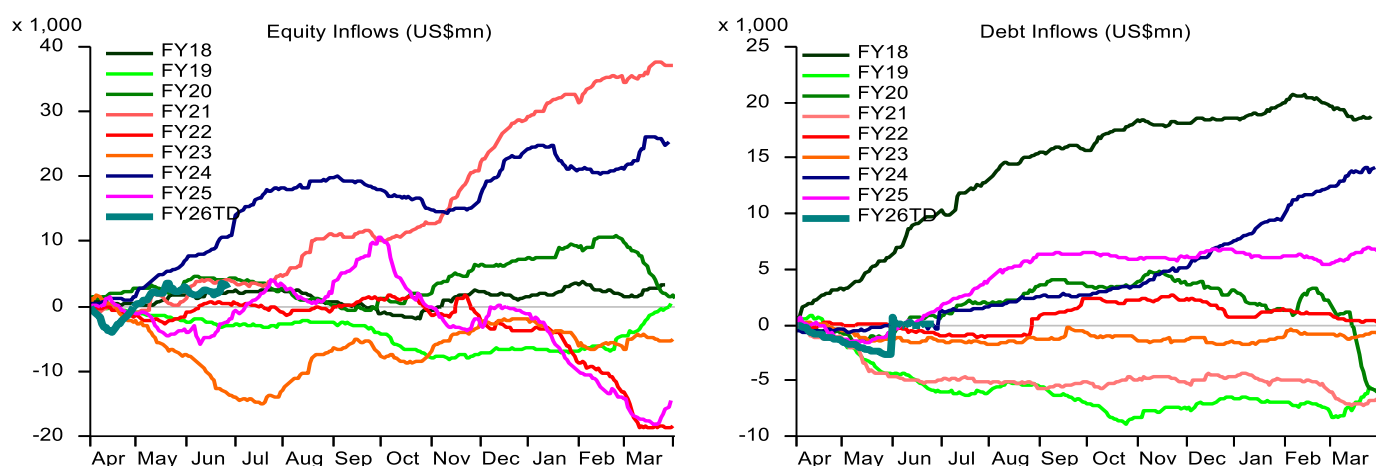 x 1,000
Equity Inflows (US$mn)
40
30
20
10
0
-10
-20
FY18
FY19
FY20
FY21
FY22
FY23
FY24
FY25
FY26TD
Apr May Jun Jul Aug Sep Oct Nov Dec Jan Feb Mar
x 1,000
Debt Inflows (US$mn)
25
20
15
10
5
0
-5
-10
FY18
FY19
FY20
FY21
FY22
FY23
FY24
FY25
FY26TD
Apr May Jun Jul Aug Sep Oct Nov Dec Jan Feb Mar